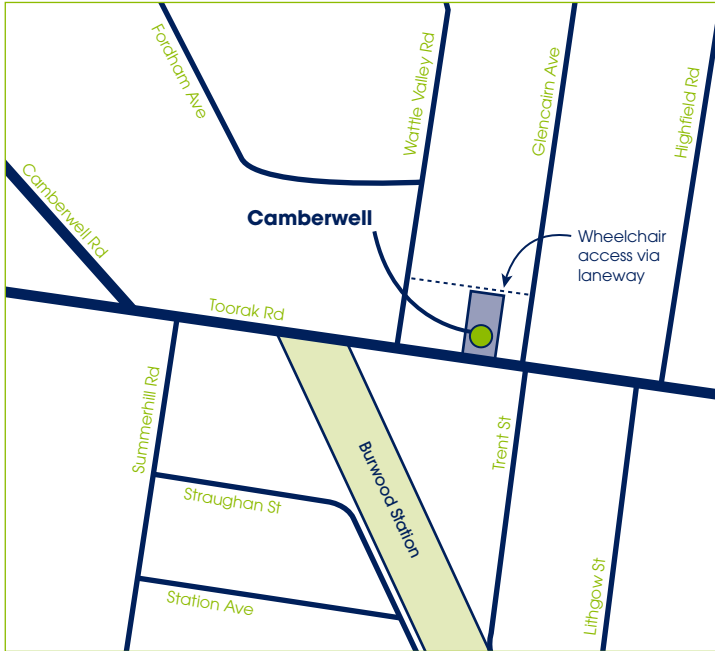 Fordham Ave
Wattle Valley Rd
Glencairn Ave
Highfield Rd
Camberwell Rd
Camberwell
Wheelchair
access via
laneway
Toorak Rd
Summerhill Rd
Burwood Station
Trent St
Straughan St
Station Ave
Lithgow St